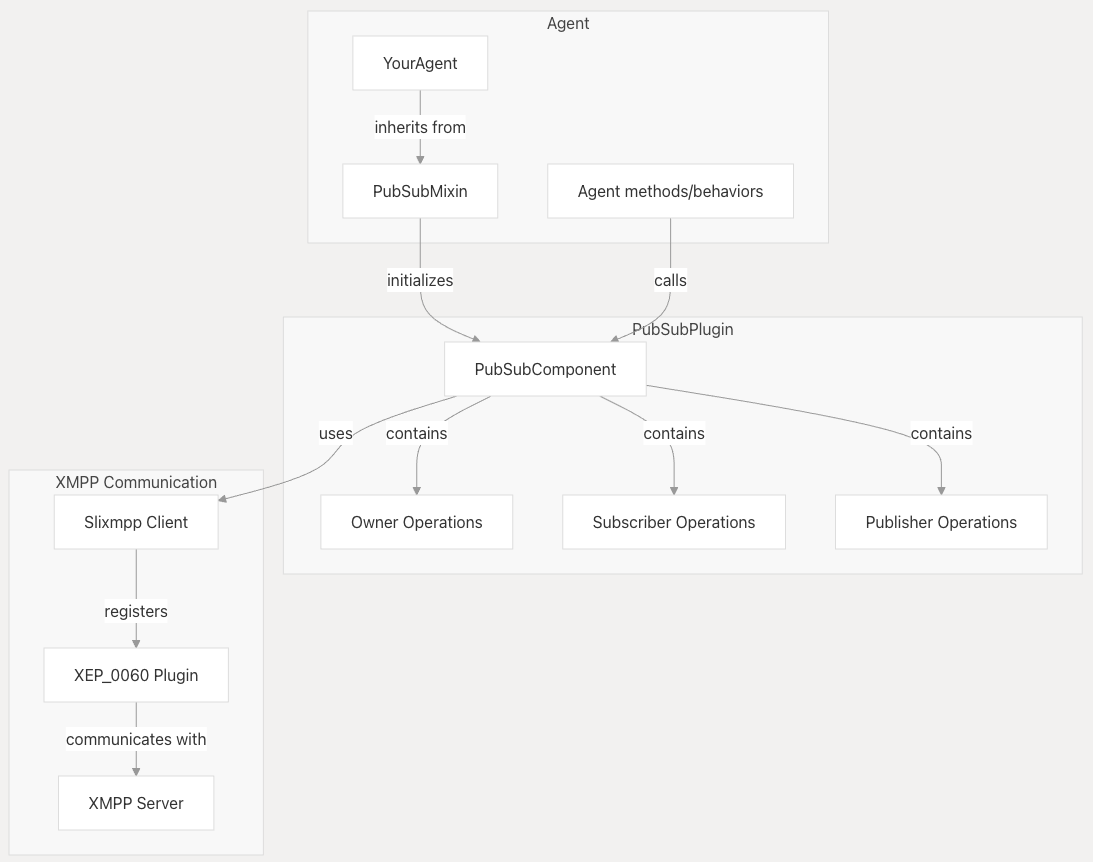 Agent
YourAgent
inherits from
PubSubMixin
Agent methods/behaviors
initializes
calls
PubSubPlugin
PubSubComponent
uses
contains
contains
contains
XMPP Communication
Slixmpp Client
Owner Operations
Subscriber Operations
Publisher Operations
registers
XEP_0060 Plugin
communicates with
XMPP Server